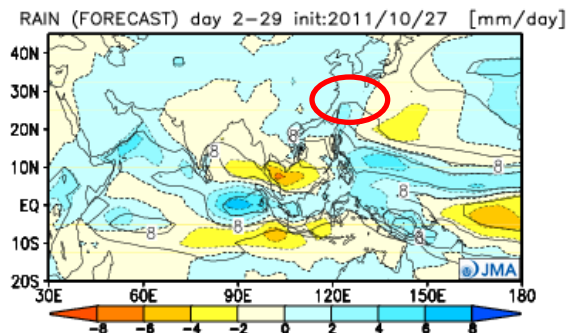 RAIN (FORECAST) day 2-29 init:2011/10/27 [mm/day]
40N
30N
20N
10N
EQ
10S
20S
8
8
8
8
8
8
8
JMA
30E 60E 90E 120E 150E 180
-8 -6 -4 -2 0 2 4 6 8